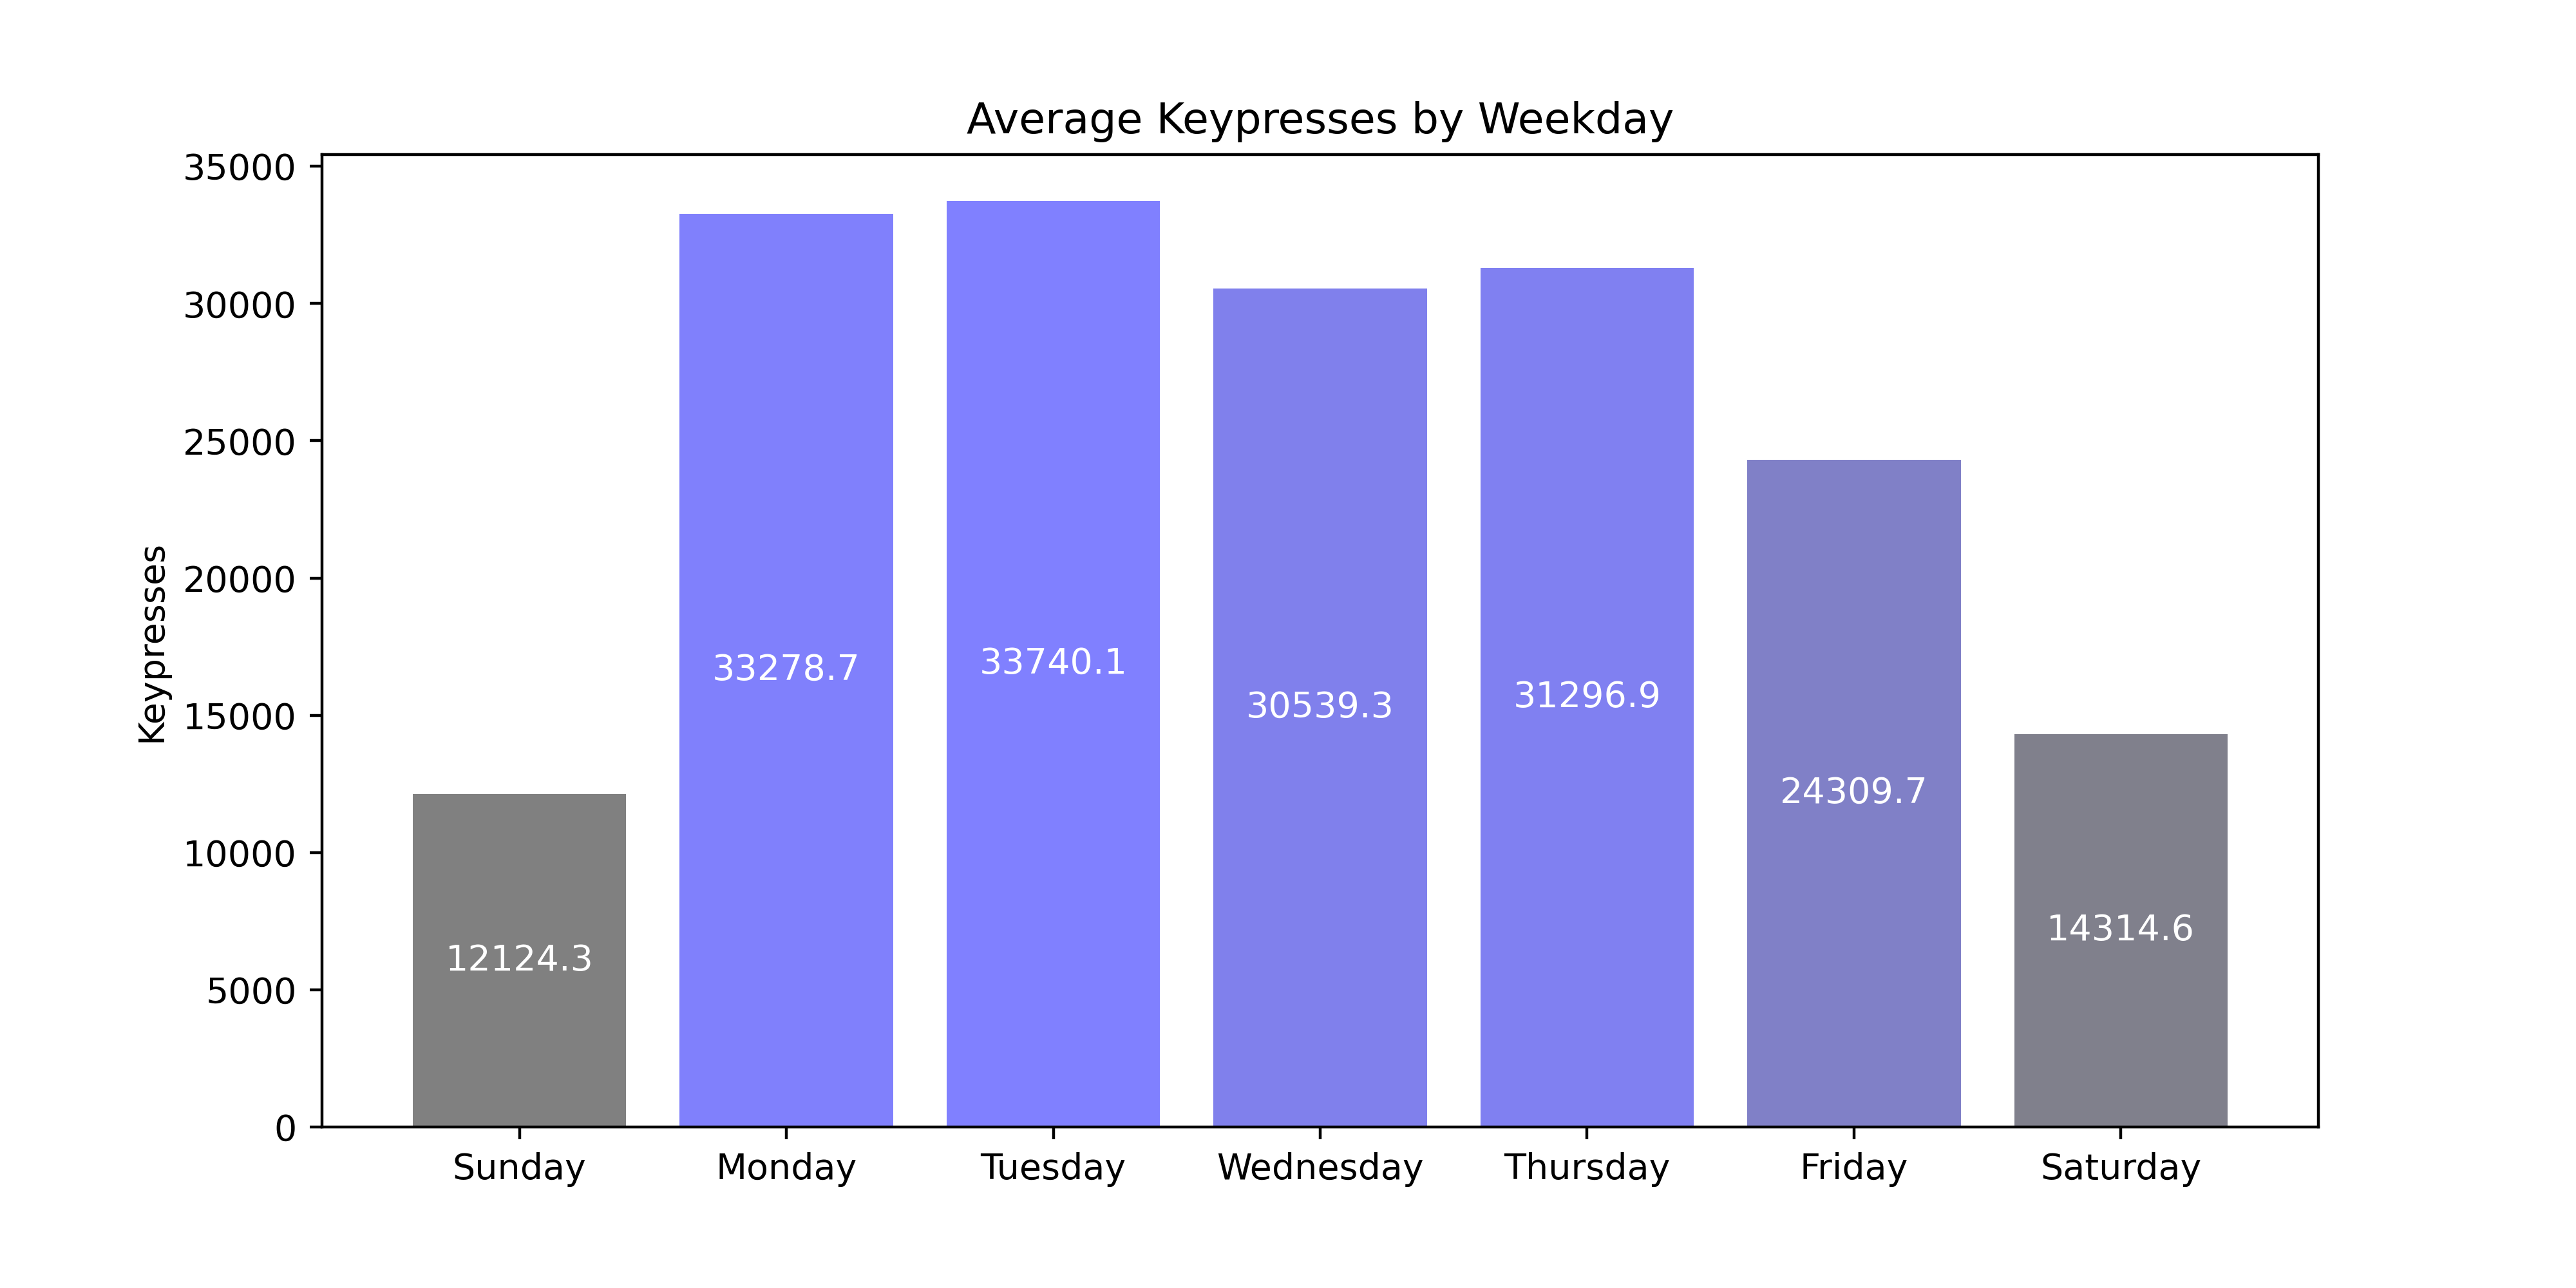 Average Keypresses by Weekday
Keypresses
35000
30000
25000
20000
15000
10000
5000
0
12124.3
33278.7
33740.1
30539.3
31296.9
24309.7
14314.6
Sunday
Monday
Tuesday
Wednesday
Thursday
Friday
Saturday